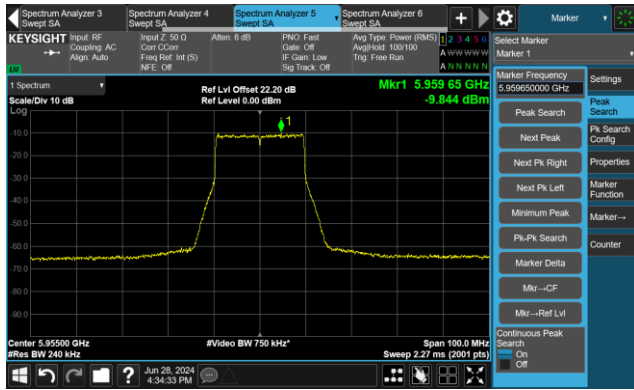 Spectrum Analyzer 3
Swept SA
Spectrum Analyzer 4
Swept SA
Spectrum Analyzer 5
Swept SA
Spectrum Analyzer 6
Swept SA
+
Marker
KEYSIGHT
Input: RF
Coupling: AC
Align: Auto
Input Z: 50 Ω
Corr CCorr
Freq Ref: Int (S)
NFE: Off
Atten: 6 dB
PNO: Fast
Gate: Off
IF Gain: Low
Sig Track: Off
Avg Type: Power (RMS)
Avg|Hold: 100/100
Trig: Free Run
1 2 3 4 5 6
A W W W W W
A N N N N N
Select Marker
Marker 1
1 Spectrum
Scale/Div 10 dB
Log
Ref Lvl Offset 22.20 dB
Ref Level 0.00 dBm
Mkr1 5.959 65 GHz
-9.844 dBm
1
-10.0
-20.0
-30.0
-40.0
-50.0
-60.0
-70.0
-80.0
-90.0
Center 5.95500 GHz
#Res BW 240 kHz
#Video BW 750 kHz*
Span 100.0 MHz
Sweep 2.27 ms (2001 pts)
Marker Frequency
5.959650000 GHz
Peak Search
Next Peak
Next Pk Right
Next Pk Left
Minimum Peak
Pk-Pk Search
Marker Delta
Mkr→CF
Mkr→Ref Lvl
Continuous Peak
Search
On
Off
Settings
Peak
Search
Pk Search
Config
Properties
Marker
Function
Marker→
Counter
?
Jun 28, 2024
4:34:33 PM